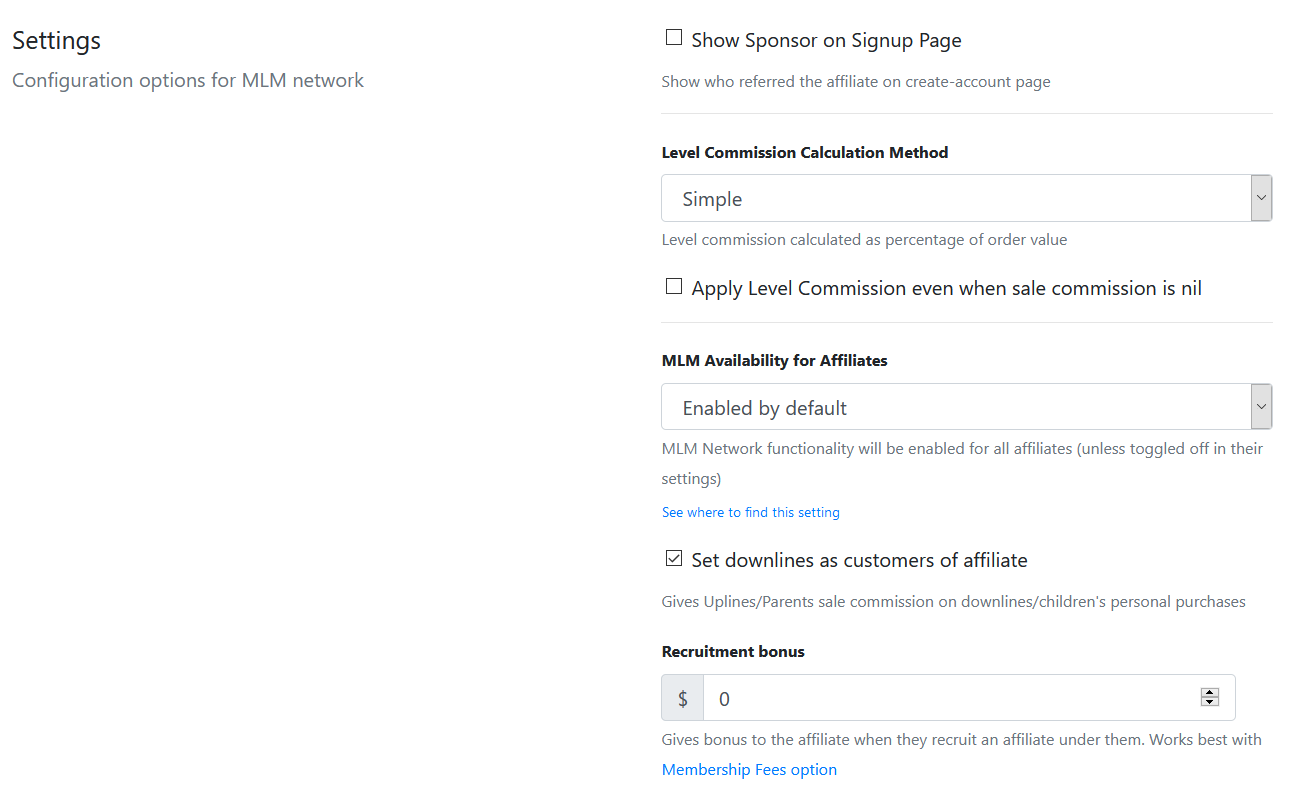 Settings
Configuration options for MLM network
Show Sponsor on Signup Page
Show who referred the affiliate on create-account page
Level Commission Calculation Method
Simple
Level commission calculated as percentage of order value
Apply Level Commission even when sale commission is nil
MLM Availability for Affiliates
Enabled by default
MLM Network functionality will be enabled for all affiliates (unless toggled off in their
settings)
See where to find this setting
Set downlines as customers of affiliate
Gives Uplines/Parents sale commission on downlines/children's personal purchases
Recruitment bonus
$ 0
Gives bonus to the affiliate when they recruit an affiliate under them. Works best with
Membership Fees option